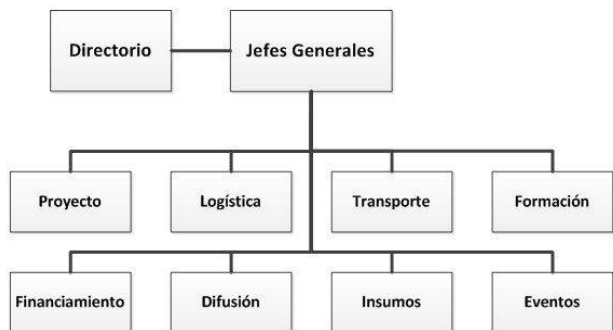 Directorio
Jefes Generales
Proyecto
Logística
Transporte
Formación
Financiamiento
Difusión
Insumos
Eventos